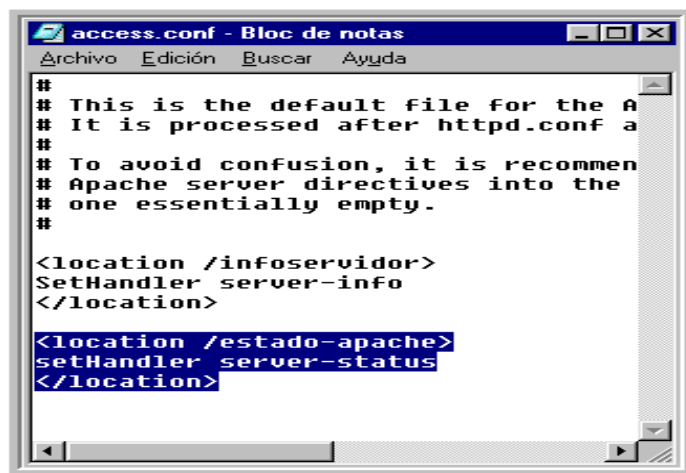 access.conf - Bloc de notas
Archivo Edición Buscar Ayuda
#
# This is the default file for the A
# It is processed after httpd.conf a
#
# To avoid confusion, it is recommen
# Apache server directives into the
# one essentially empty.
#
<location /infoservidor>
SetHandler server-info
</location>
<location /estado-apache>
setHandler server-status
</location>